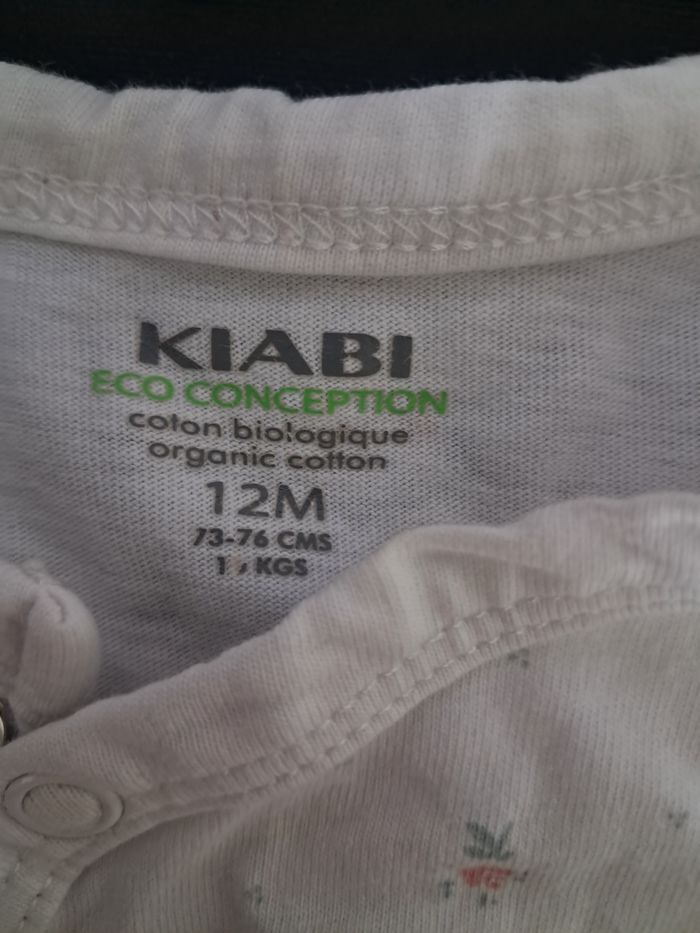 KIABI
ECO CONCEPTION
coton biologique
organic cotton
12M
73-76 CMS
KGS